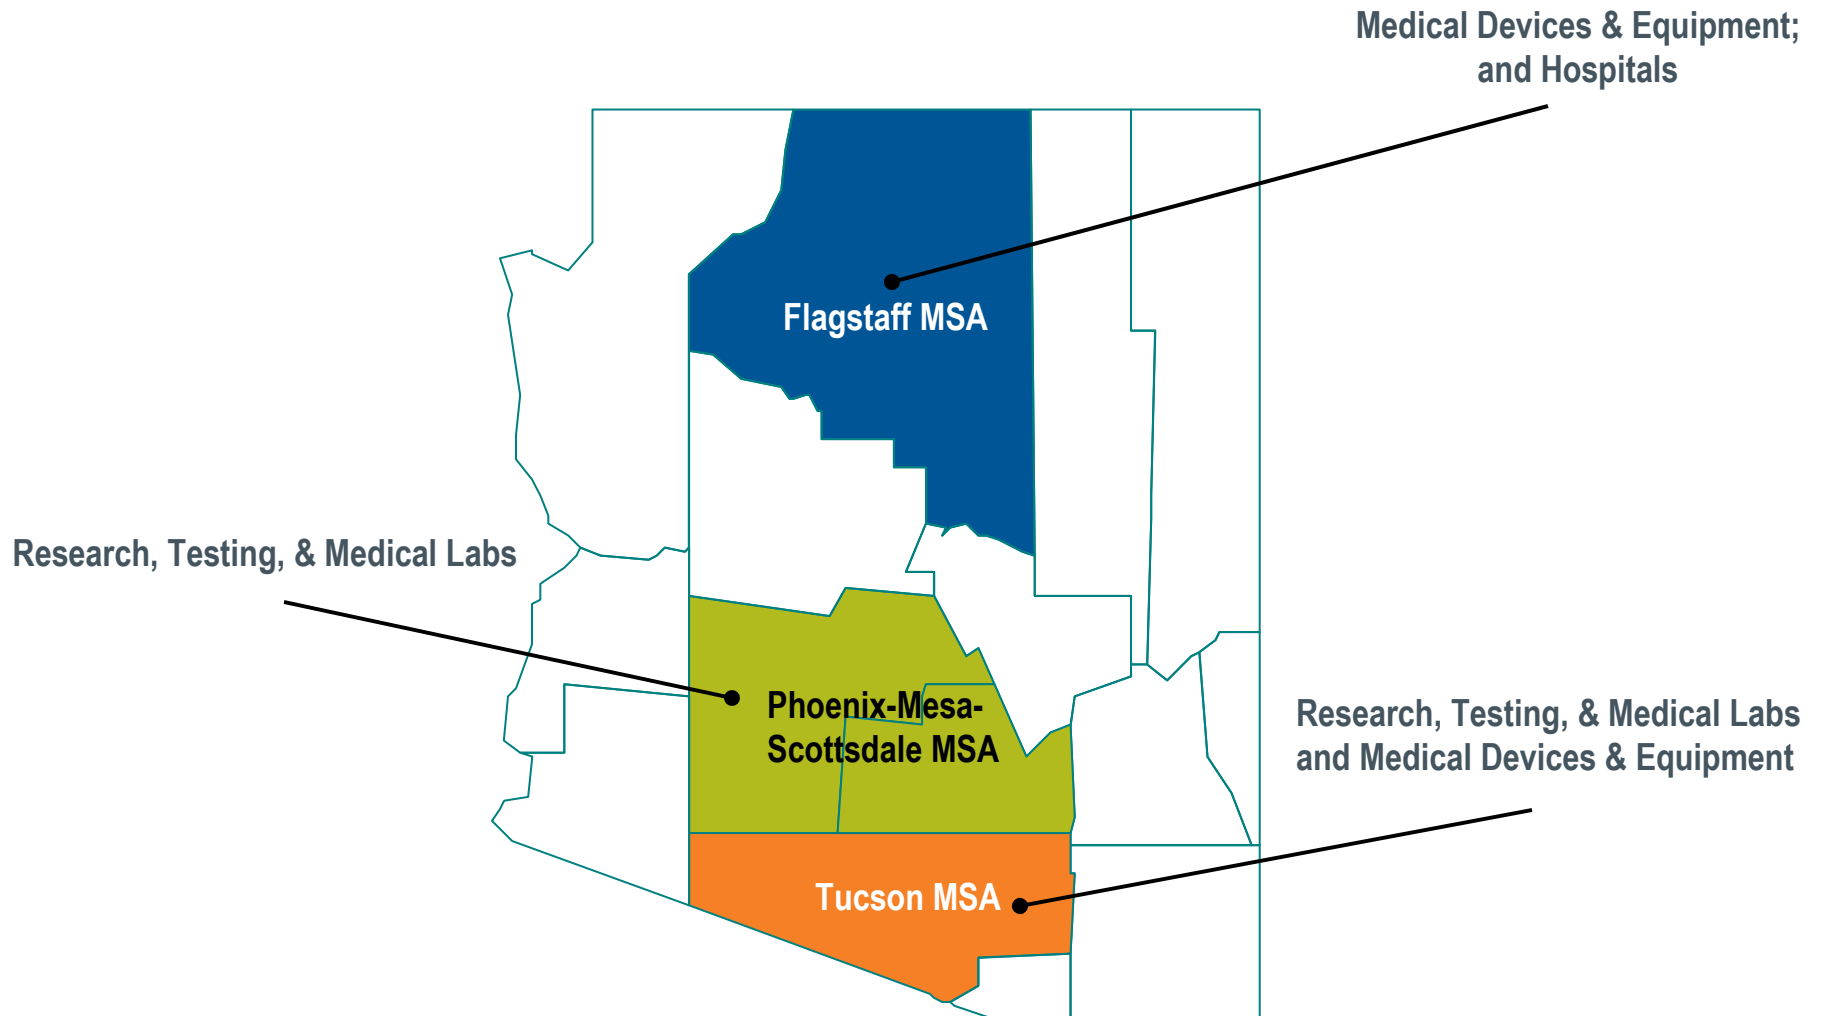 Medical Devices & Equipment;
and Hospitals
Flagstaff MSA
Research, Testing, & Medical Labs
Phoenix-Mesa-
Scottsdale MSA
Research, Testing, & Medical Labs
and Medical Devices & Equipment
Tucson MSA